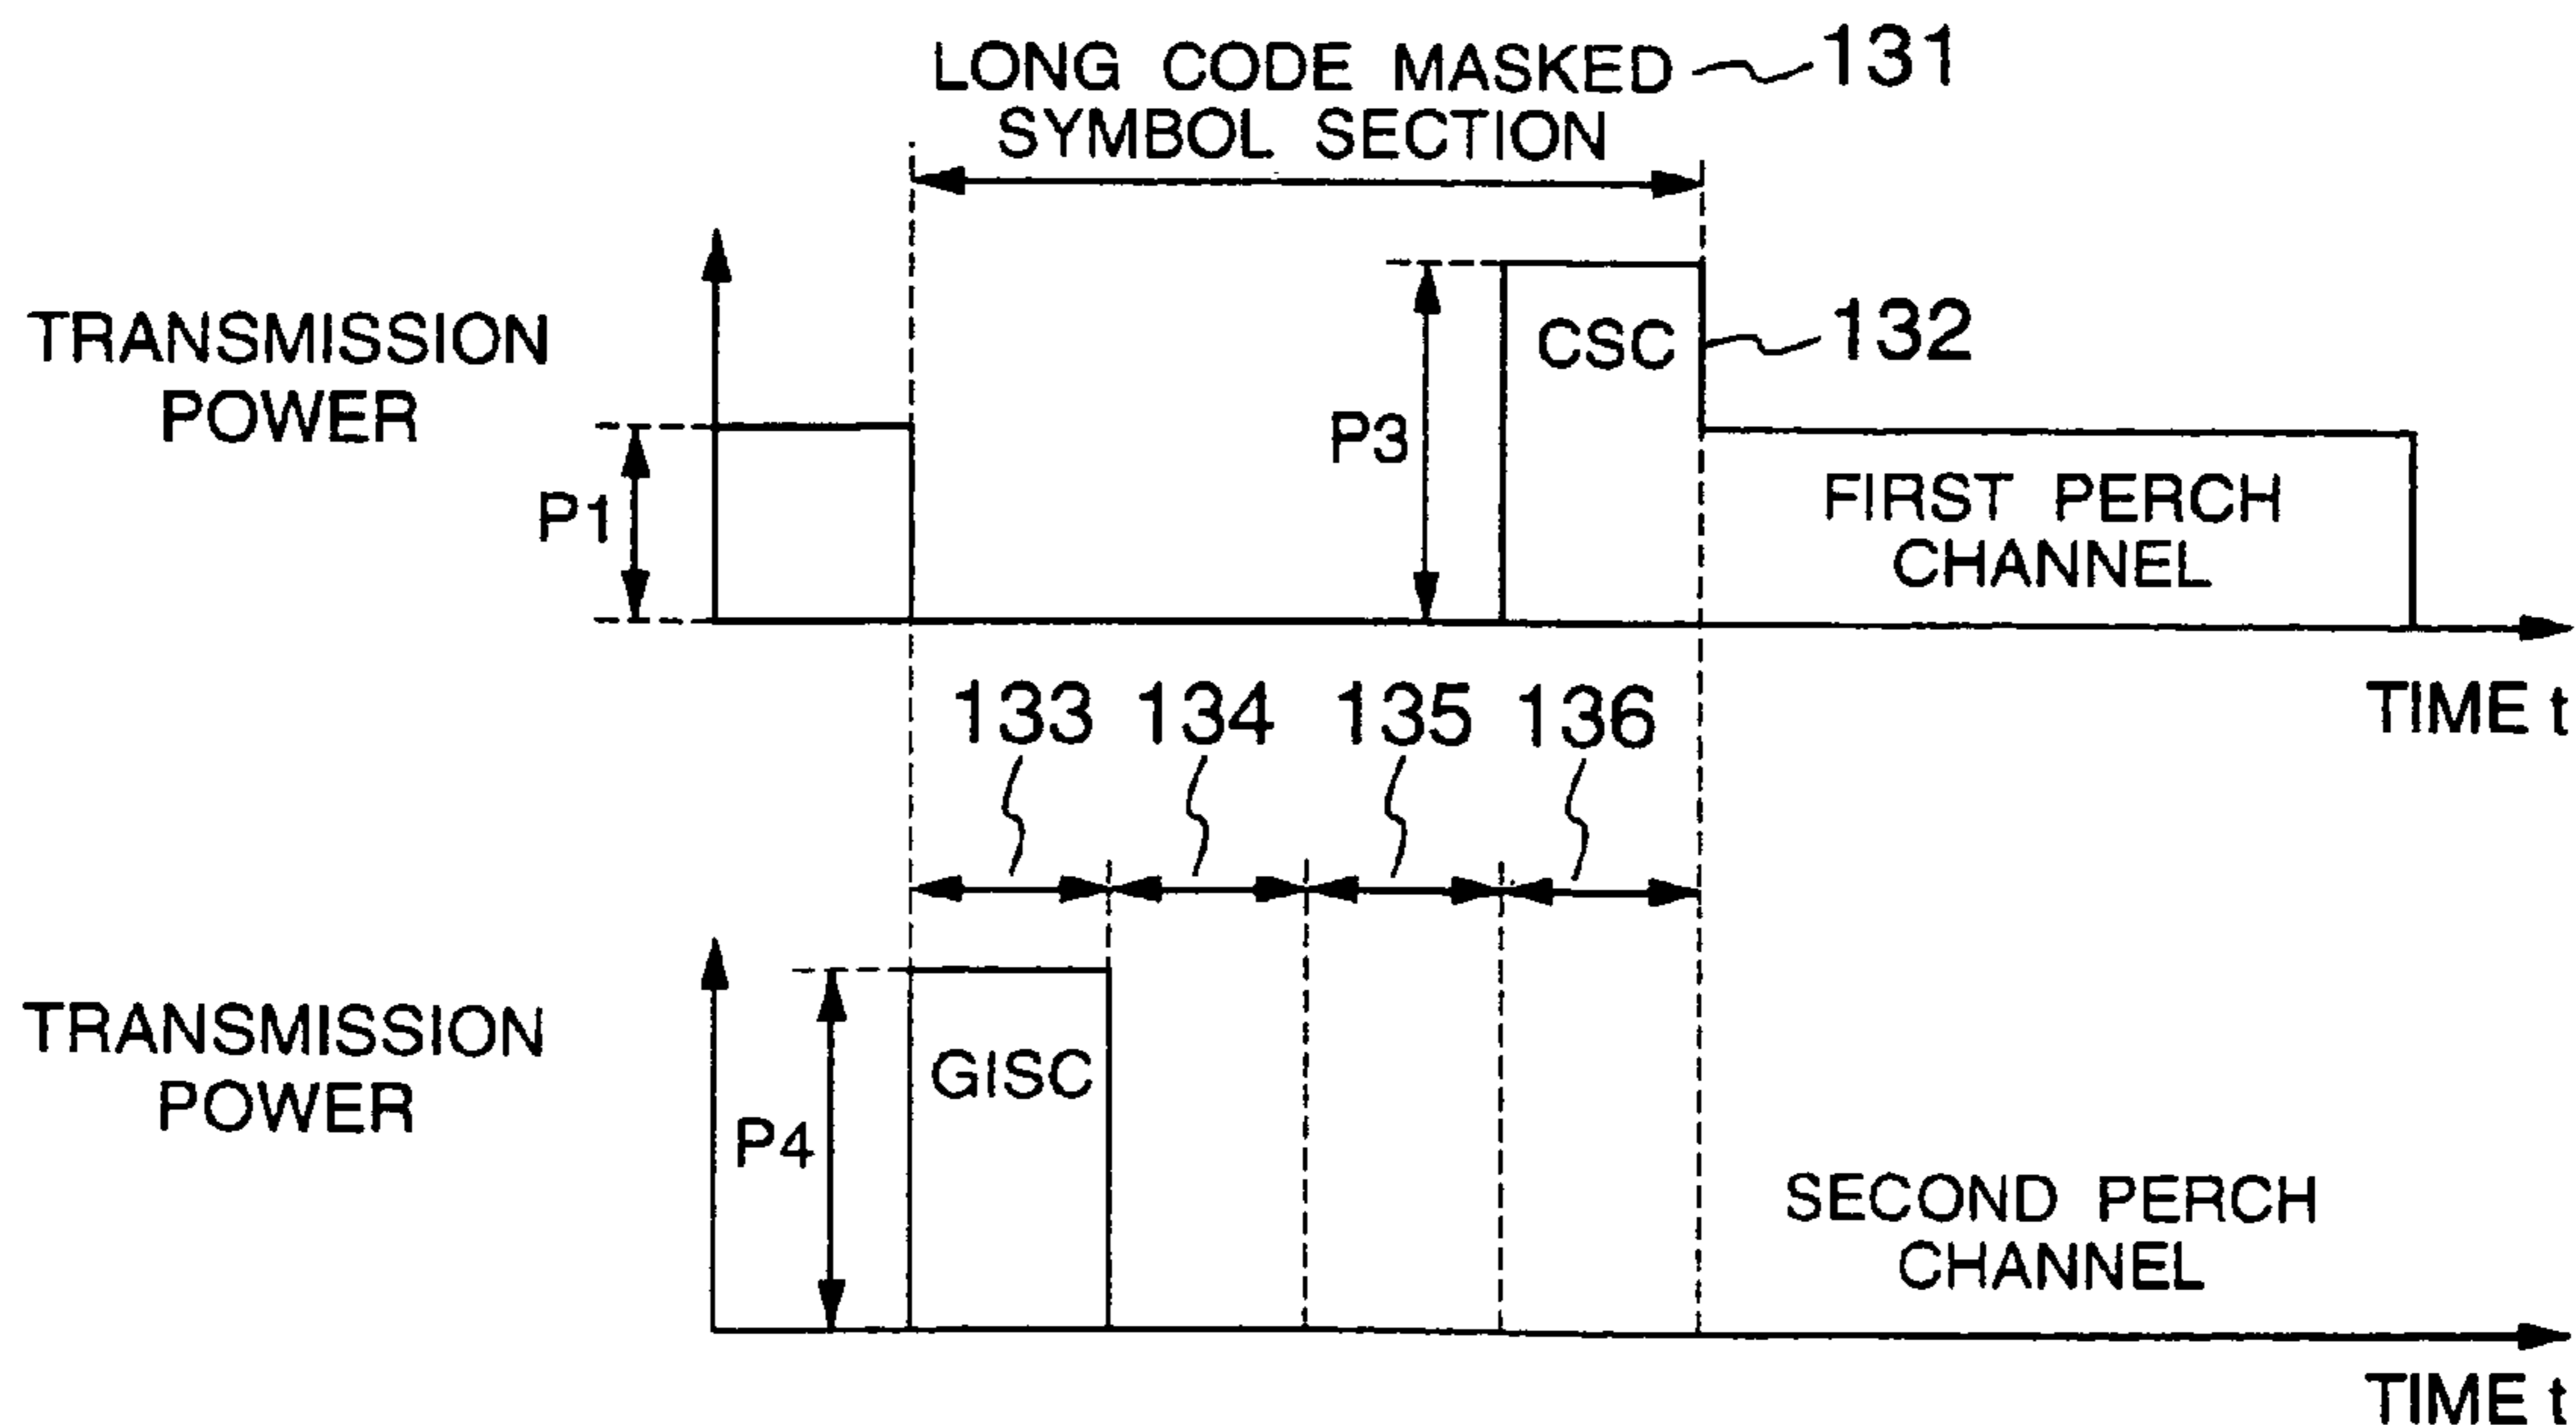 LONG CODE MASKED
SYMBOL SECTION
131
TRANSMISSION
POWER
P1
P3
CSC
132
FIRST PERCH
CHANNEL
TIME t
133 134 135 136
TRANSMISSION
POWER
P4
GISC
SECOND PERCH
CHANNEL
TIME t